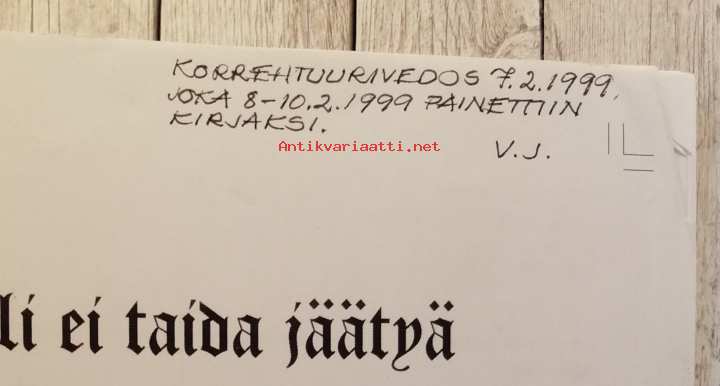 KORREHTUURIVEDOS 7.2.1999,
JOKA 8-10.2.1999 PAINETTIIN
KIRJAKSI.
Antikvariaatti.net
V.J.
li ei taida jäätyä